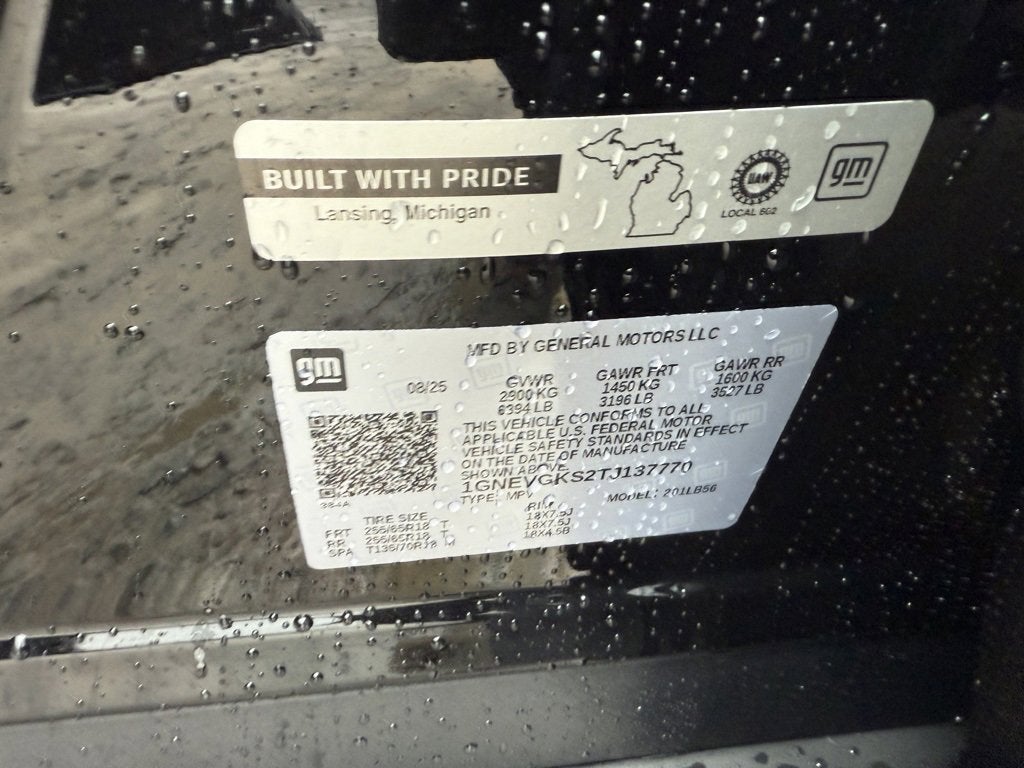 BUILT WITH PRIDE
Lansing, Michigan
UAW
LOCAL 602
gm
gm
MFD BY GENERAL MOTORS LLC
08/25
GVWR
2900 KG
6394 LB
GAWR FRT
1450 KG
3196 LB
GAWR RR
1600 KG
3527 LB
THIS VEHICLE CONFORMS TO ALL
APPLICABLE U.S. FEDERAL MOTOR
VEHICLE SAFETY STANDARDS IN EFFECT
ON THE DATE OF MANUFACTURE
SHOWN ABOVE.
1GNEVGKS2TJ137770
TYPE: MPV
MODEL: 201LB56
384A
TIRE SIZE RIM
FRT 255/65R18 T 18X7.5J
RR 255/65R18 T 18X7.5J
SPA T135/70R18 M 18X4.5B